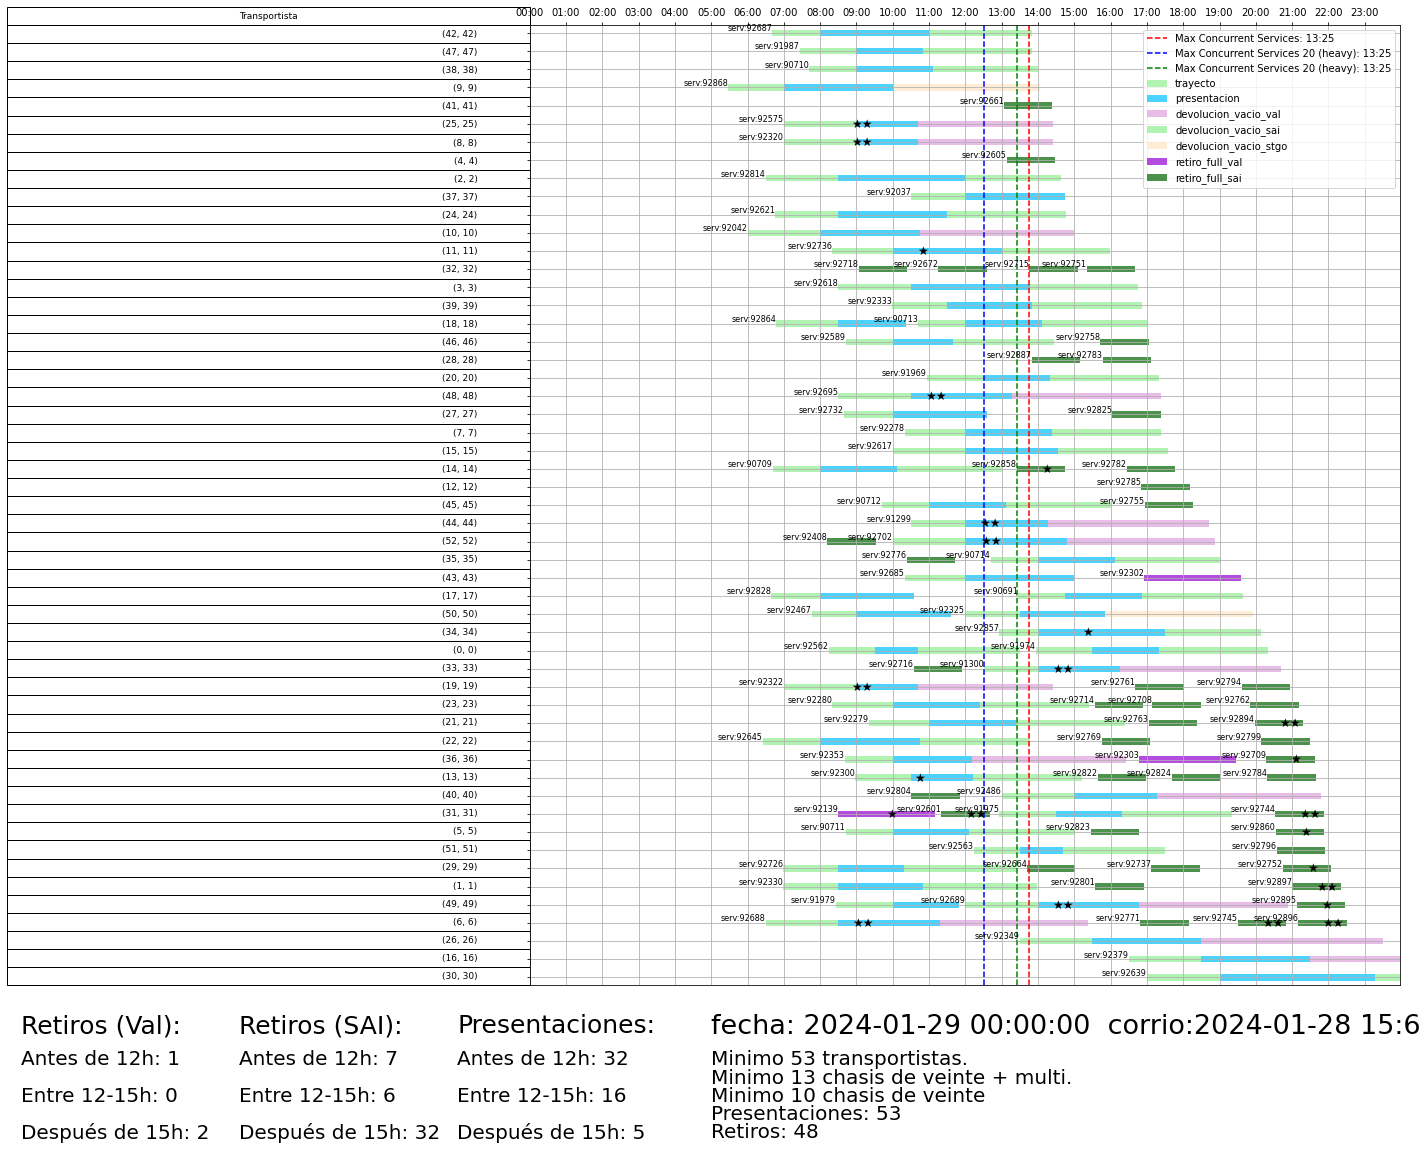 Transportista
00:00 01:00 02:00 03:00 04:00 05:00 06:00 07:00 08:00 09:00 10:00 11:00 12:00 13:00 14:00 15:00 16:00 17:00 18:00 19:00 20:00 21:00 22:00 23:00
Max Concurrent Services: 13:25
Max Concurrent Services 20 (heavy): 13:25
Max Concurrent Services 20 (heavy): 13:25
trayecto
presentacion
devolucion_vacio_val
devolucion_vacio_sai
devolucion_vacio_stgo
retiro_full_val
retiro_full_sai
(42, 42) serv:92687
(47, 47) serv:91987
(38, 38) serv:90710
(9, 9) serv:92868
(41, 41) serv:92661
(25, 25) serv:92575
(8, 8) serv:92320
(4, 4) serv:92605
(2, 2) serv:92814
(37, 37) serv:92037
(24, 24) serv:92621
(10, 10) serv:92042
(11, 11) serv:92736
(32, 32) serv:92718 serv:92672 serv:92715 serv:92751
(3, 3) serv:92618
(39, 39) serv:92333
(18, 18) serv:92864 serv:90713
(46, 46) serv:92589 serv:92758
(28, 28) serv:92887 serv:92783
(20, 20) serv:91969
(48, 48) serv:92695
(27, 27) serv:92732 serv:92825
(7, 7) serv:92278
(15, 15) serv:92617
(14, 14) serv:90709 serv:92858 serv:92782
(12, 12) serv:92785
(45, 45) serv:90712 serv:92755
(44, 44) serv:91299
(52, 52) serv:92408 serv:92702
(35, 35) serv:92776 serv:90714
(43, 43) serv:92685 serv:92302
(17, 17) serv:92828 serv:90691
(50, 50) serv:92467 serv:92325
(34, 34) serv:92857
(0, 0) serv:92562 serv:91974
(33, 33) serv:92716 serv:91300
(19, 19) serv:92322 serv:92761 serv:92794
(23, 23) serv:92280 serv:92714 serv:92708 serv:92762
(21, 21) serv:92279 serv:92763 serv:92894
(22, 22) serv:92645 serv:92769 serv:92799
(36, 36) serv:92353 serv:92303 serv:92709
(13, 13) serv:92300 serv:92822 serv:92824 serv:92784
(40, 40) serv:92804 serv:92486
(31, 31) serv:92139 serv:92601 serv:91975 serv:92744
(5, 5) serv:90711 serv:92823 serv:92860
(51, 51) serv:92563 serv:92796
(29, 29) serv:92726 serv:92664 serv:92737 serv:92752
(1, 1) serv:92330 serv:92801 serv:92897
(49, 49) serv:91979 serv:92689 serv:92895
(6, 6) serv:92688 serv:92771 serv:92745 serv:92896
(26, 26) serv:92349
(16, 16) serv:92379
(30, 30) serv:92639
Retiros (Val):
Antes de 12h: 1
Entre 12-15h: 0
Después de 15h: 2
Retiros (SAI):
Antes de 12h: 7
Entre 12-15h: 6
Después de 15h: 32
Presentaciones:
Antes de 12h: 32
Entre 12-15h: 16
Después de 15h: 5
fecha: 2024-01-29 00:00:00 corrio:2024-01-28 15:6
Minimo 53 transportistas.
Minimo 13 chasis de veinte + multi.
Minimo 10 chasis de veinte
Presentaciones: 53
Retiros: 48